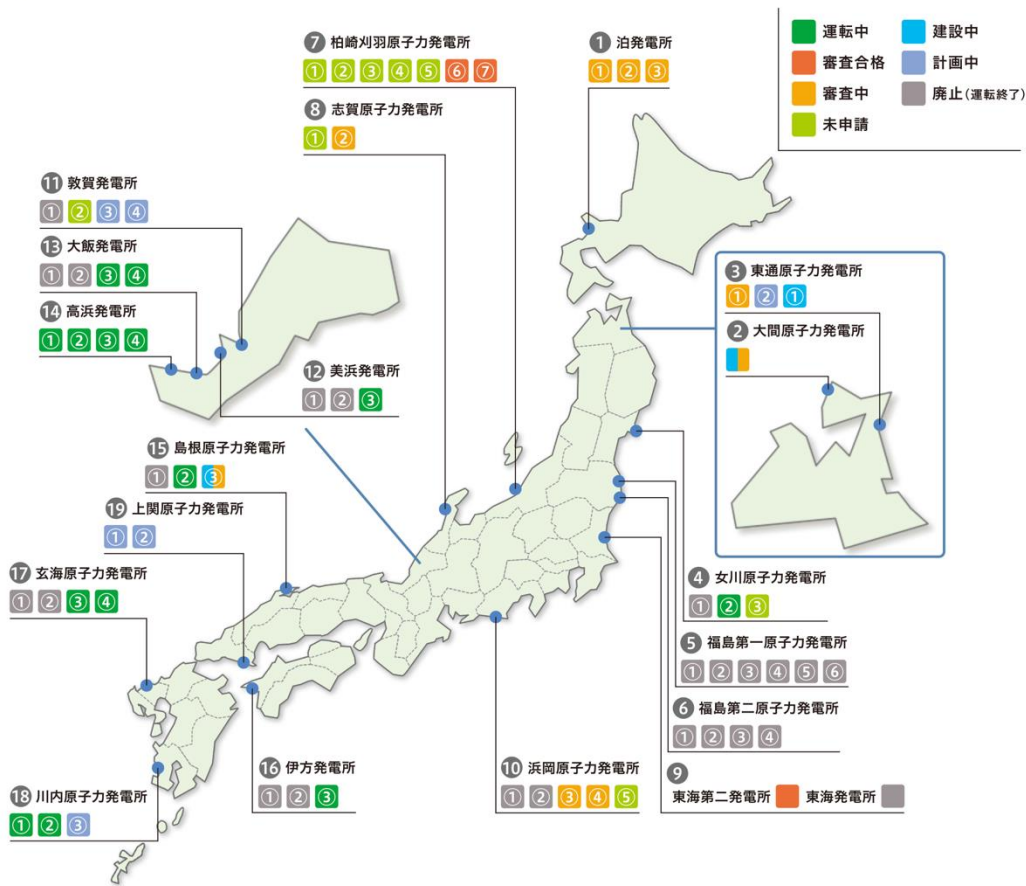 運転中
審査合格
審査中
未申請
建設中
計画中
廃止(運転終了)
7 柏崎刈羽原子力発電所
① ② ③ ④ ⑤ ⑥ ⑦
8 志賀原子力発電所
① ②
1 泊発電所
① ② ③
11 敦賀発電所
① ② ③ ④
13 大飯発電所
① ② ③ ④
14 高浜発電所
① ② ③ ④
12 美浜発電所
① ② ③
3 東通原子力発電所
① ② ①
2 大間原子力発電所
15 島根原子力発電所
① ② ③
19 上関原子力発電所
① ②
17 玄海原子力発電所
① ② ③ ④
4 女川原子力発電所
① ② ③
5 福島第一原子力発電所
① ② ③ ④ ⑤ ⑥
6 福島第二原子力発電所
① ② ③ ④
9
東海第二発電所 東海発電所
10 浜岡原子力発電所
① ② ③ ④ ⑤
16 伊方発電所
① ② ③
18 川内原子力発電所
① ② ③